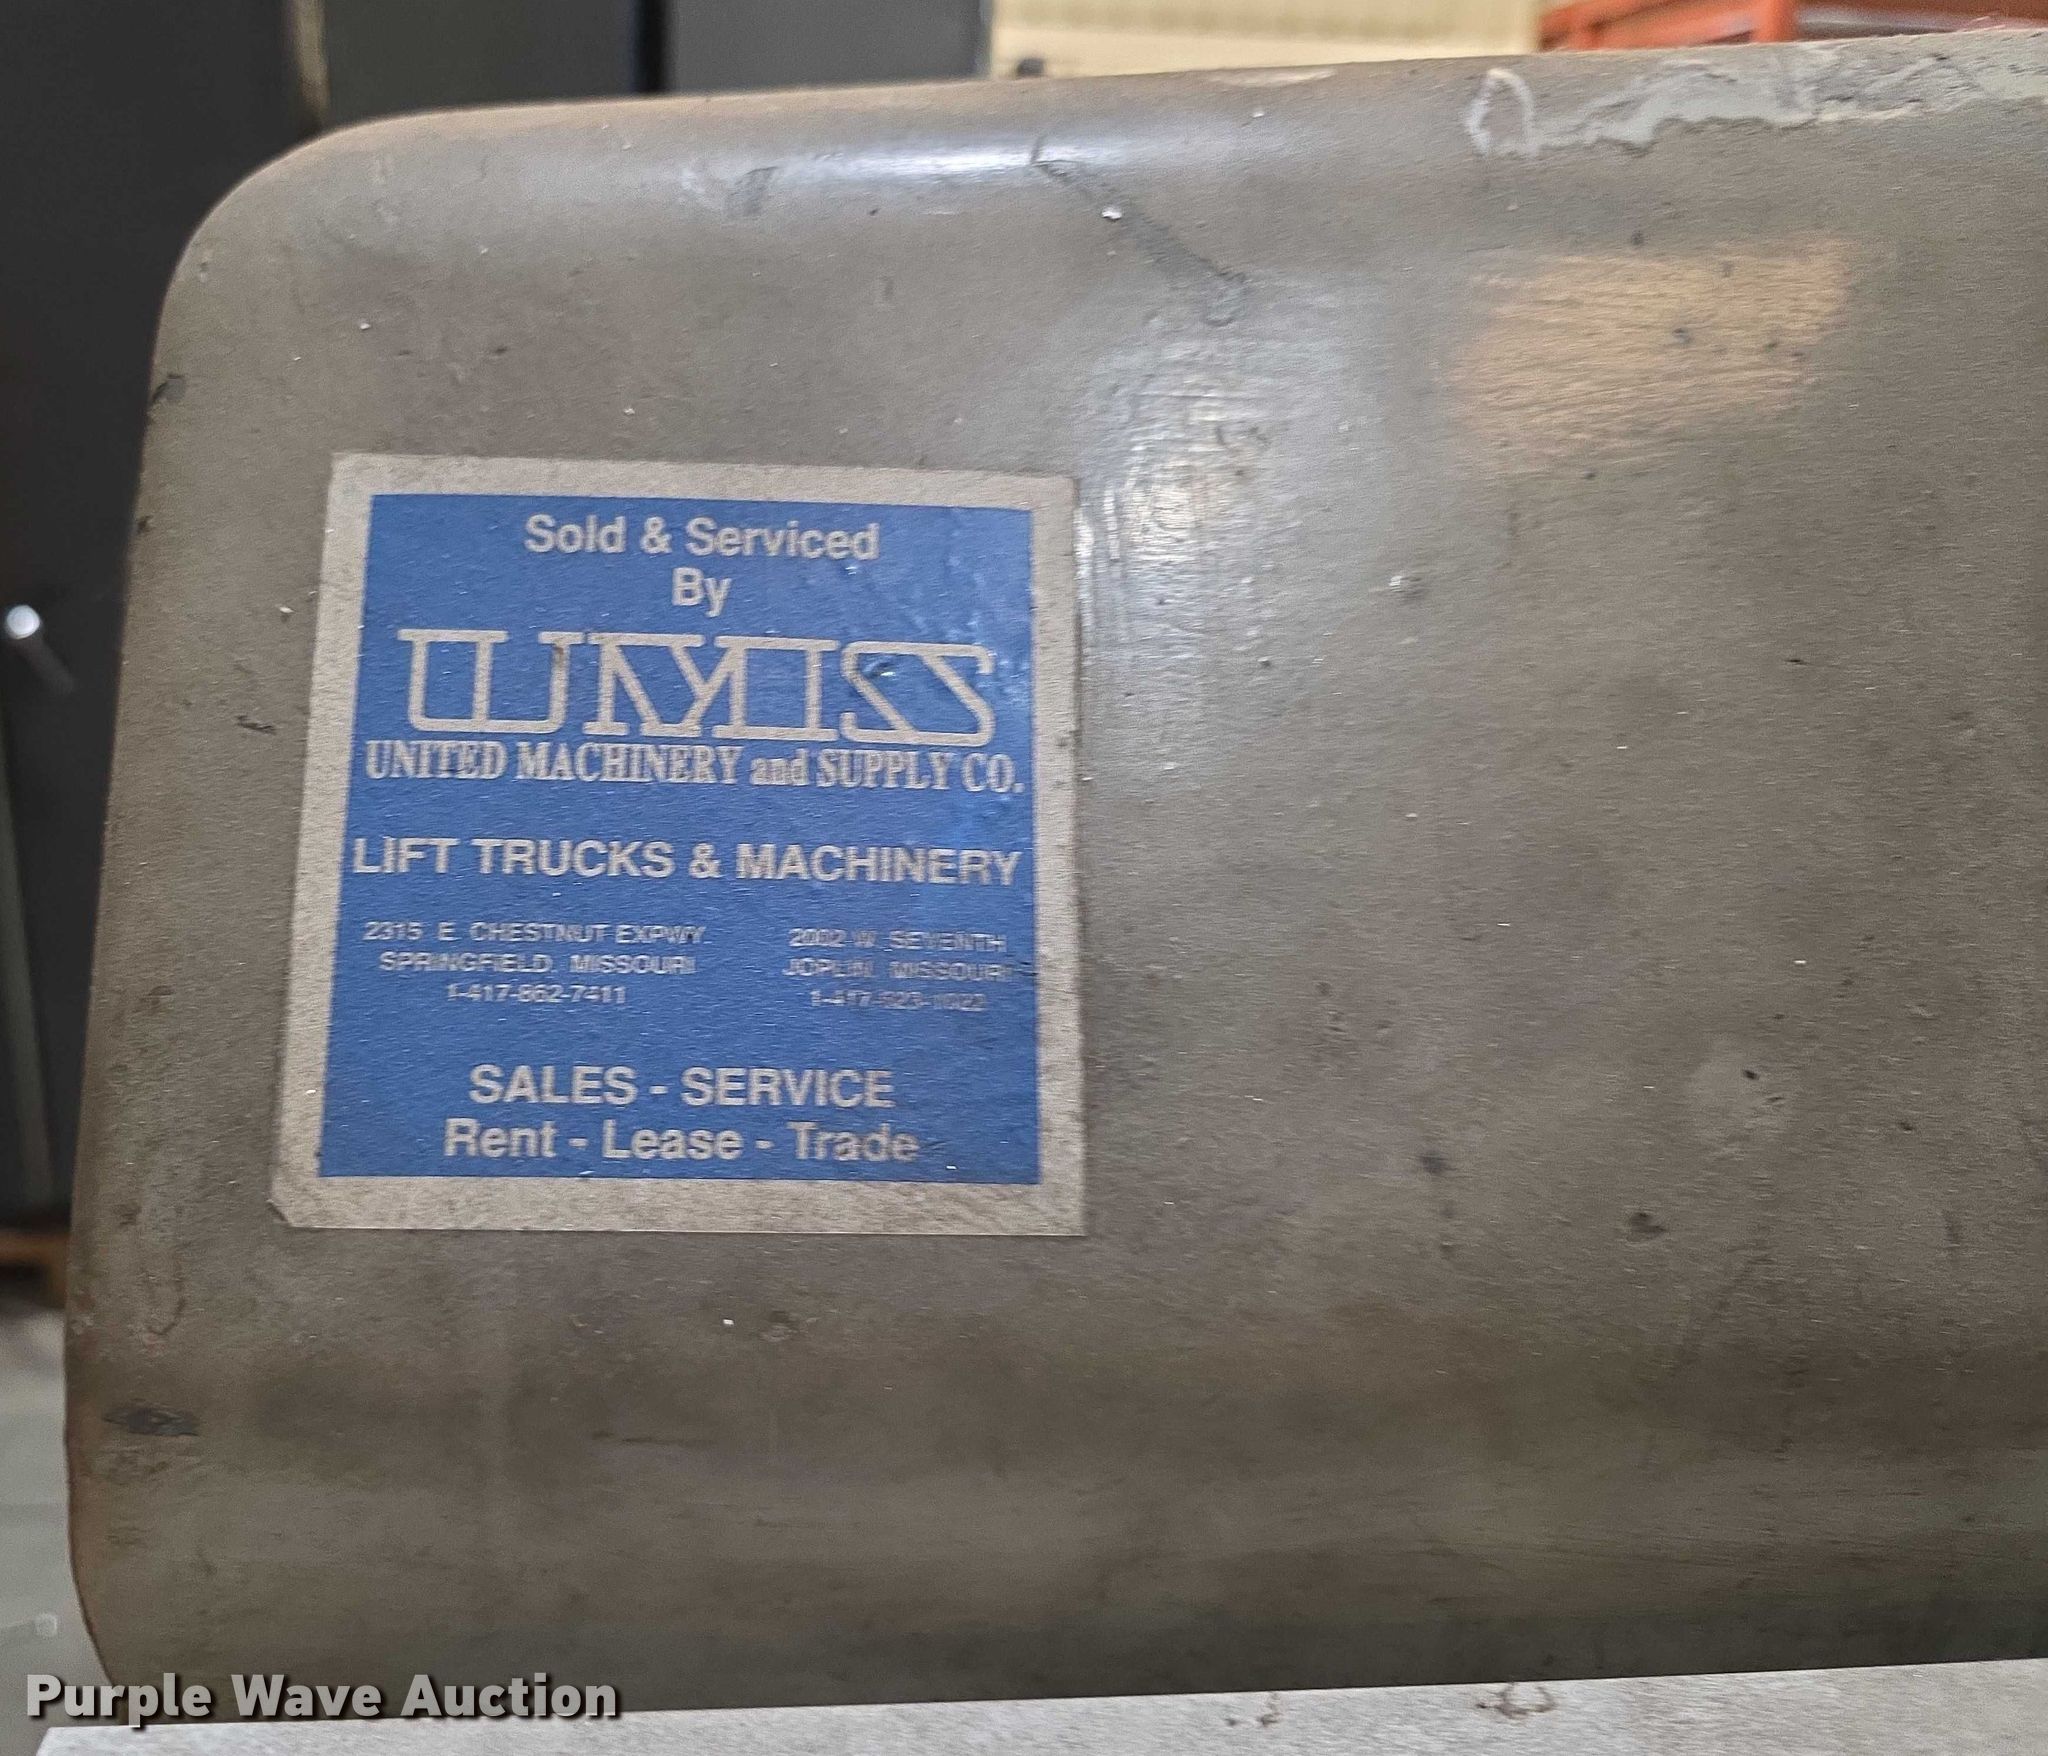 Sold & Serviced
By
UMS
UNITED MACHINERY and SUPPLY CO.
LIFT TRUCKS & MACHINERY
2315 E. CHESTNUT EXPWY.
SPRINGFIELD, MISSOURI
1-417-862-7411
2002 W. SEVENTH
JOPLIN, MISSOURI
SALES - SERVICE
Rent - Lease - Trade
Purple Wave Auction